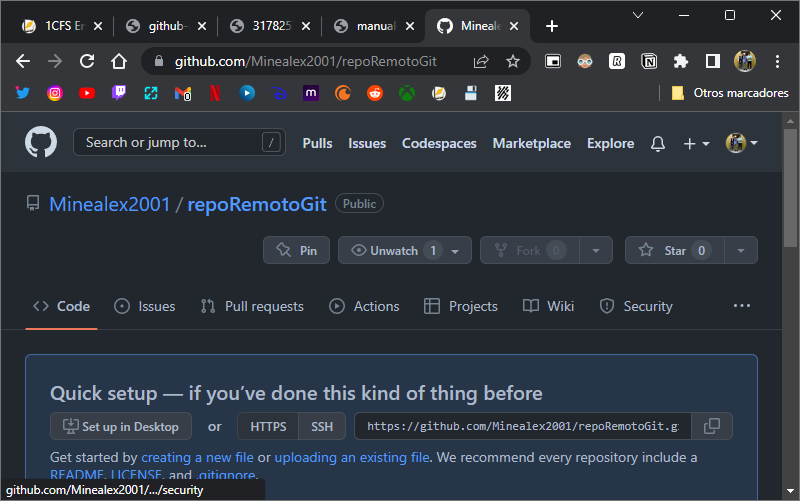 1CFS En
github-
317825
manual
Mineale
github.com/Minealex2001/repoRemotoGit
Otros marcadores
Search or jump to... /
Pulls Issues Codespaces Marketplace Explore
Minealex2001 / repoRemotoGit Public
Pin Unwatch 1 Fork 0 Star 0
Code Issues Pull requests Actions Projects Wiki Security
Quick setup — if you've done this kind of thing before
Set up in Desktop or HTTPS SSH https://github.com/Minealex2001/repoRemotoGit.g
Get started by creating a new file or uploading an existing file. We recommend every repository include a
README, LICENSE, and .gitignore.
github.com/Minealex2001/.../security